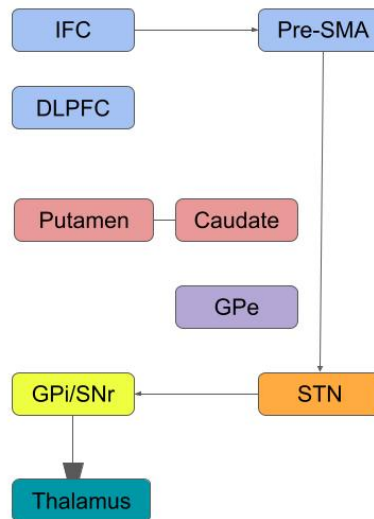 IFC
Pre-SMA
DLPFC
Putamen
Caudate
GPe
GPi/SNr
STN
Thalamus